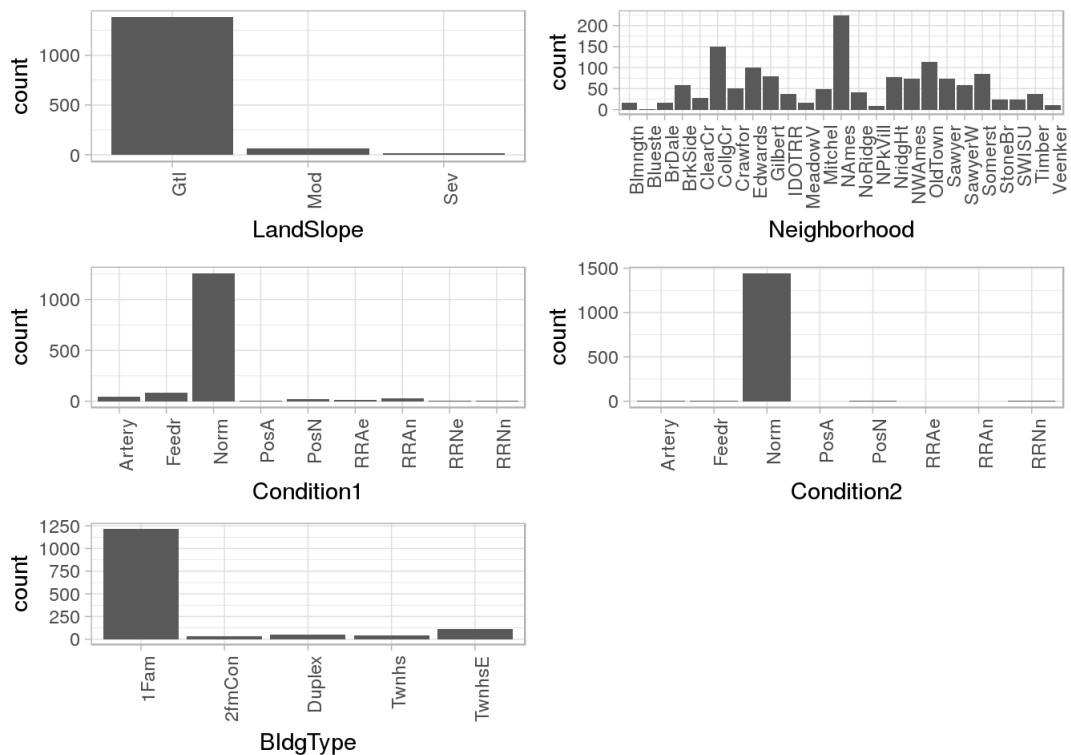 count
1000
500
0
Gtl
Mod
Sev
LandSlope
count
200
150
100
50
0
Blmngtn
Blueste
BrDale
BrkSide
ClearCr
CollgCr
Crawfor
Edwards
Gilbert
IDOTRR
MeadowV
Mitchel
NAmes
NoRidge
NPkVill
NridgHt
NWAmes
OldTown
Sawyer
SawyerW
Somerst
StoneBr
SWISU
Timber
Veenker
Neighborhood
count
1000
500
0
Artery
Feedr
Norm
PosA
PosN
RRAe
RRAn
RRNe
RRNn
Condition1
count
1500
1000
500
0
Artery
Feedr
Norm
PosA
PosN
RRAe
RRAn
RRNn
Condition2
count
1250
1000
750
500
250
0
1Fam
2fmCon
Duplex
Twnhs
TwnhsE
BldgType